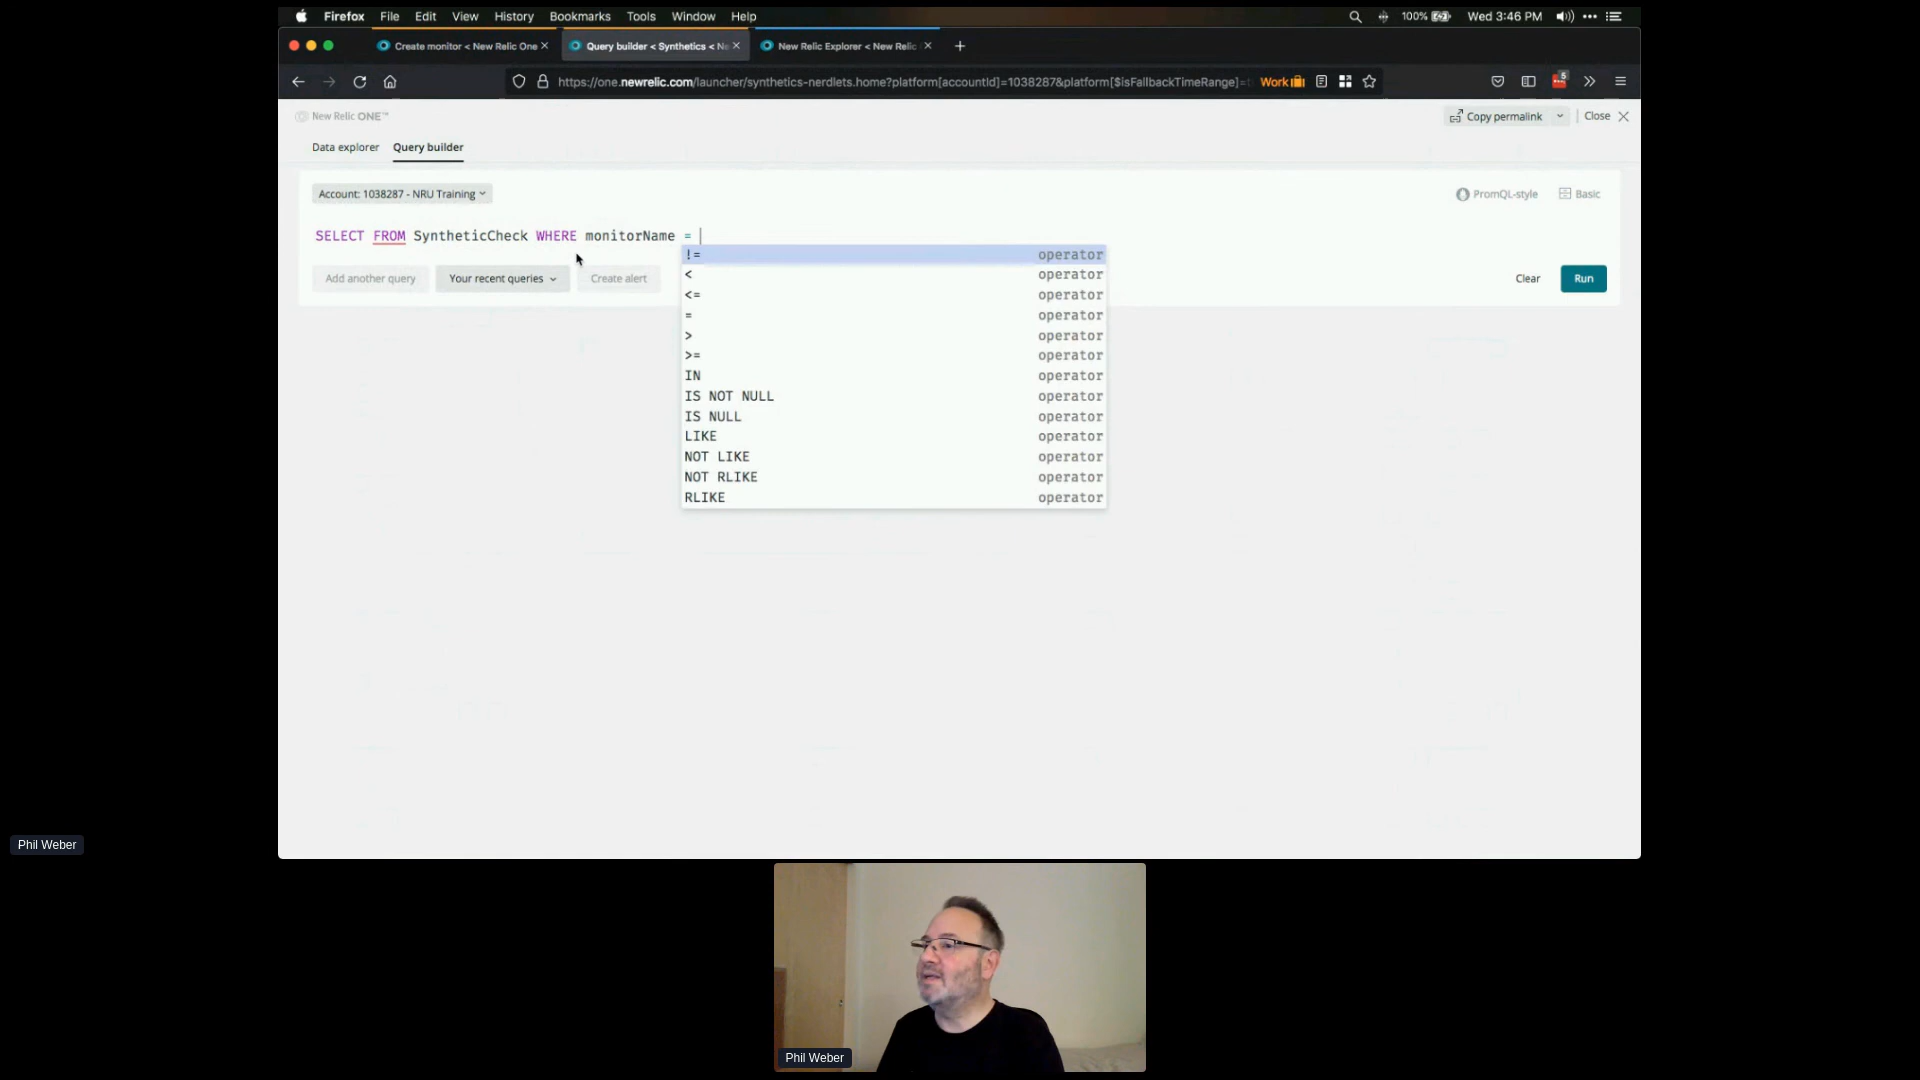 Firefox File Edit View History Bookmarks Tools Window Help 100% Wed 3:46 PM
Create monitor < New Relic One
Query builder < Synthetics < Ne
New Relic Explorer < New Relic
https://one.newrelic.com/launcher/synthetics-nerdlets.home?platform[accountId]=1038287&platform[$isFallbackTimeRange]=t
Work
5
New Relic ONE™
Copy permalink
Close
Data explorer
Query builder
Account: 1038287 - NRU Training
PromQL-style
Basic
SELECT FROM SyntheticCheck WHERE monitorName =
Add another query
Your recent queries
Create alert
Clear
Run
!= operator
< operator
<= operator
= operator
> operator
>= operator
IN operator
IS NOT NULL operator
IS NULL operator
LIKE operator
NOT LIKE operator
NOT RLIKE operator
RLIKE operator
Phil Weber
Phil Weber